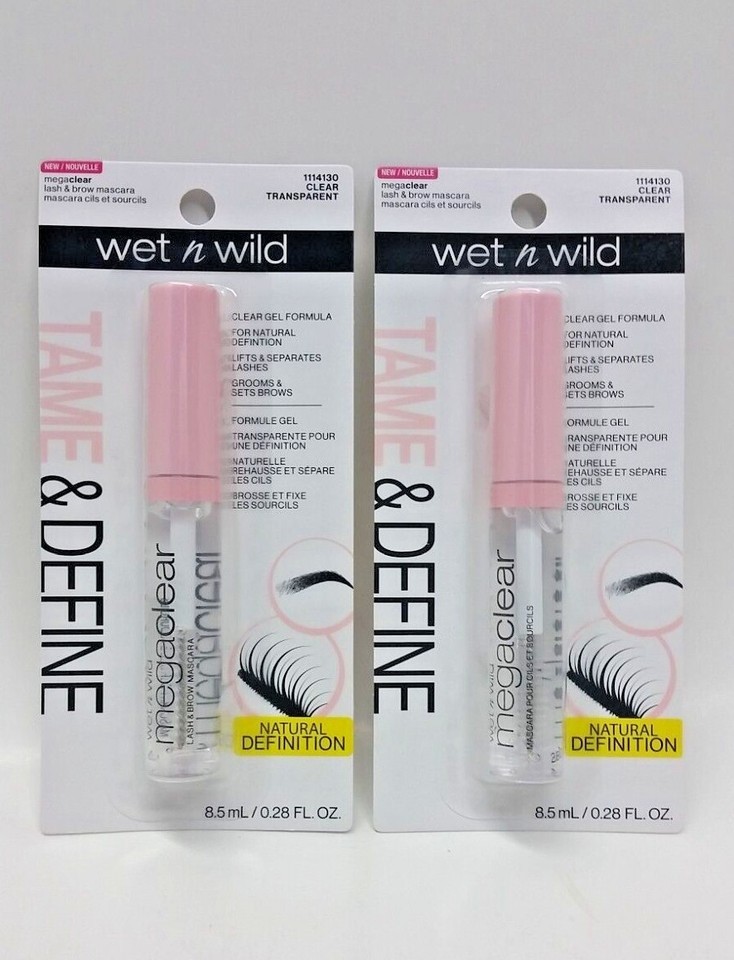 NEW / NOUVELLE
megaclear
lash & brow mascara
mascara cils et sourcils
1114130
CLEAR
TRANSPARENT
wet n wild
TAME & DEFINE
CLEAR GEL FORMULA
FOR NATURAL
DEFINTION
LIFTS & SEPARATES
LASHES
GROOMS &
SETS BROWS
FORMULE GEL
TRANSPARENTE POUR
UNE DÉFINITION
NATURELLE
REHAUSSE ET SÉPARE
LES CILS
BROSSE ET FIXE
LES SOURCILS
wet n wild
megaclear
LASH & BROW MASCARA
NATURAL
DEFINITION
8.5 mL / 0.28 FL. OZ.
NEW / NOUVELLE
megaclear
lash & brow mascara
mascara cils et sourcils
1114130
CLEAR
TRANSPARENT
wet n wild
TAME & DEFINE
CLEAR GEL FORMULA
FOR NATURAL
DEFINTION
LIFTS & SEPARATES
LASHES
GROOMS &
SETS BROWS
FORMULE GEL
TRANSPARENTE POUR
UNE DÉFINITION
NATURELLE
REHAUSSE ET SÉPARE
LES CILS
BROSSE ET FIXE
LES SOURCILS
wet n wild
megaclear
MASCARA POUR CILS ET SOURCILS
NATURAL
DEFINITION
8.5 mL / 0.28 FL. OZ.